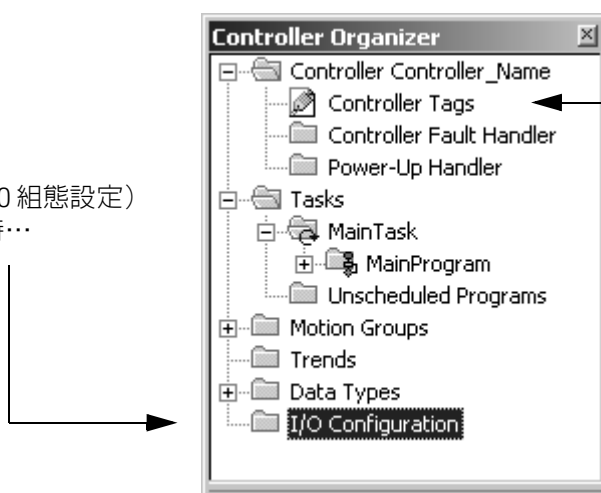 Controller Organizer
Controller Controller_Name
Controller Tags
Controller Fault Handler
Power-Up Handler
0 組態設定）
…
Tasks
MainTask
MainProgram
Unscheduled Programs
Motion Groups
Trends
Data Types
I/O Configuration